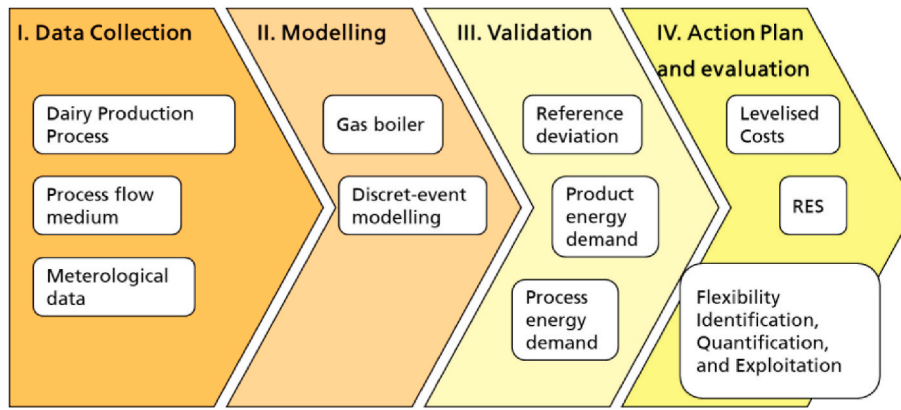 I. Data Collection
Dairy Production
Process
Process flow
medium
Meterological
data
II. Modelling
Gas boiler
Discret-event
modelling
III. Validation
Reference
deviation
Product
energy
demand
Process
energy
demand
IV. Action Plan
and evaluation
Levelised
Costs
RES
Flexibility
Identification,
Quantification,
and Exploitation